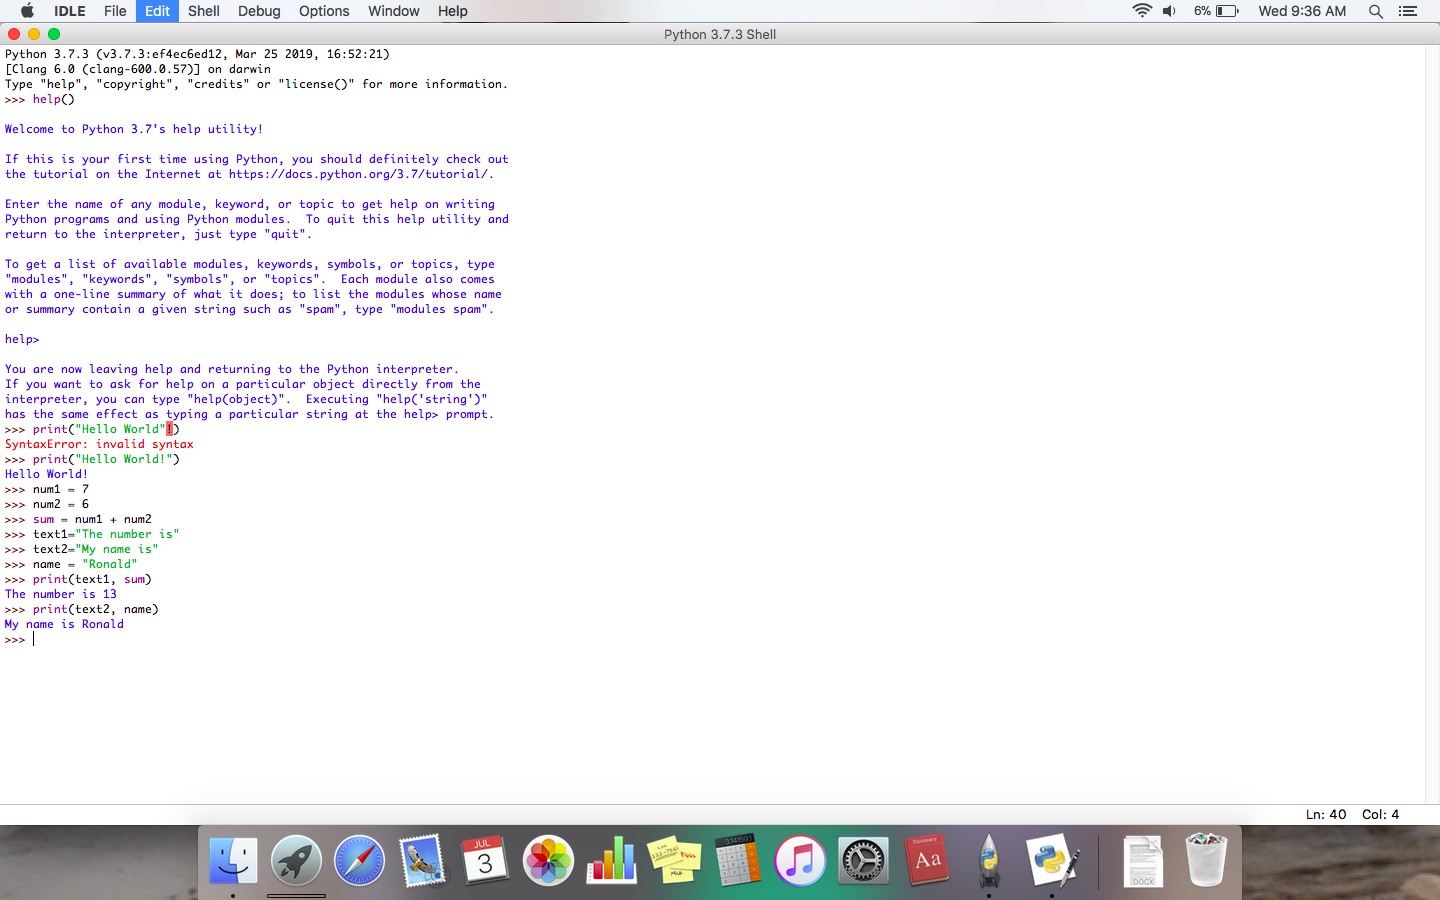 IDLE File Edit Shell Debug Options Window Help 6% Wed 9:36 AM
Python 3.7.3 Shell
Python 3.7.3 (v3.7.3:ef4ec6ed12, Mar 25 2019, 16:52:21)
[Clang 6.0 (clang-600.0.57)] on darwin
Type "help", "copyright", "credits" or "license()" for more information.
>>> help()
Welcome to Python 3.7's help utility!
If this is your first time using Python, you should definitely check out
the tutorial on the Internet at https://docs.python.org/3.7/tutorial/.
Enter the name of any module, keyword, or topic to get help on writing
Python programs and using Python modules.  To quit this help utility and
return to the interpreter, just type "quit".
To get a list of available modules, keywords, symbols, or topics, type
"modules", "keywords", "symbols", or "topics".  Each module also comes
with a one-line summary of what it does; to list the modules whose name
or summary contain a given string such as "spam", type "modules spam".
help>
You are now leaving help and returning to the Python interpreter.
If you want to ask for help on a particular object directly from the
interpreter, you can type "help(object)".  Executing "help('string')"
has the same effect as typing a particular string at the help> prompt.
>>> print("Hello World"!)
SyntaxError: invalid syntax
>>> print("Hello World!")
Hello World!
>>> num1 = 7
>>> num2 = 6
>>> sum = num1 + num2
>>> text1="The number is"
>>> text2="My name is"
>>> name = "Ronald"
>>> print(text1, sum)
The number is 13
>>> print(text2, name)
My name is Ronald
>>>
Ln: 40 Col: 4
JUL
3
Eggs
Milk
Dictionary
Aa
DOCX